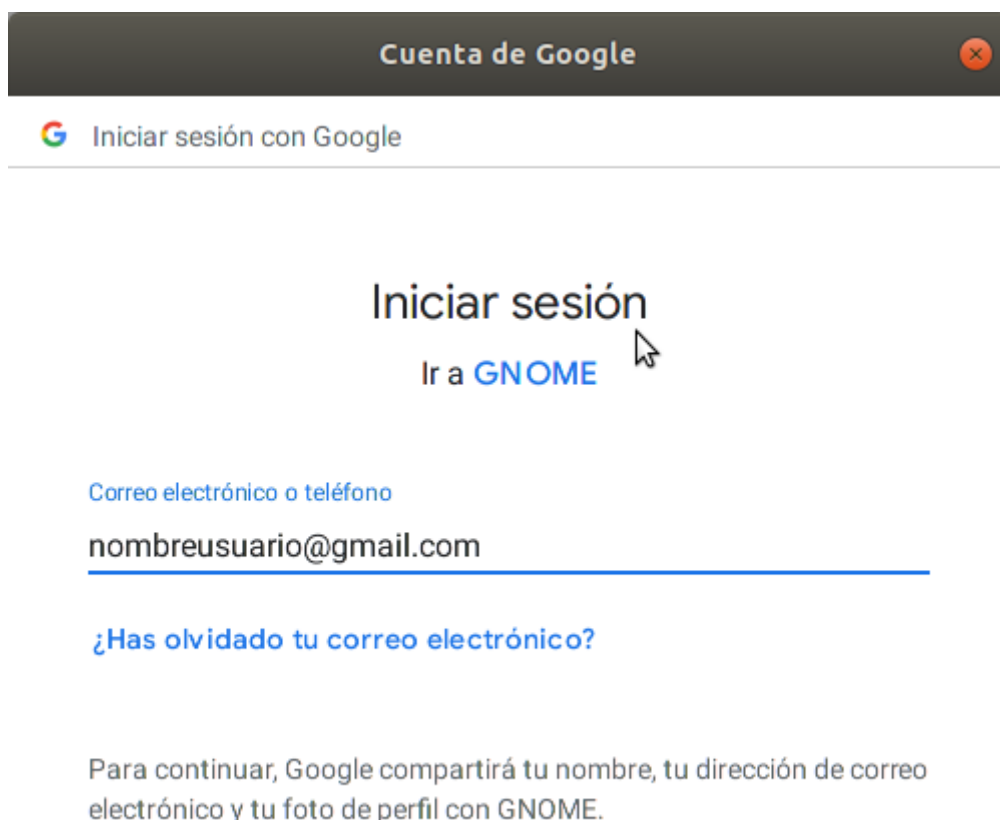 Cuenta de Google
Iniciar sesión con Google
Iniciar sesión
Ir a GNOME
Correo electrónico o teléfono
nombreusuario@gmail.com
¿Has olvidado tu correo electrónico?
Para continuar, Google compartirá tu nombre, tu dirección de correo
electrónico y tu foto de perfil con GNOME.